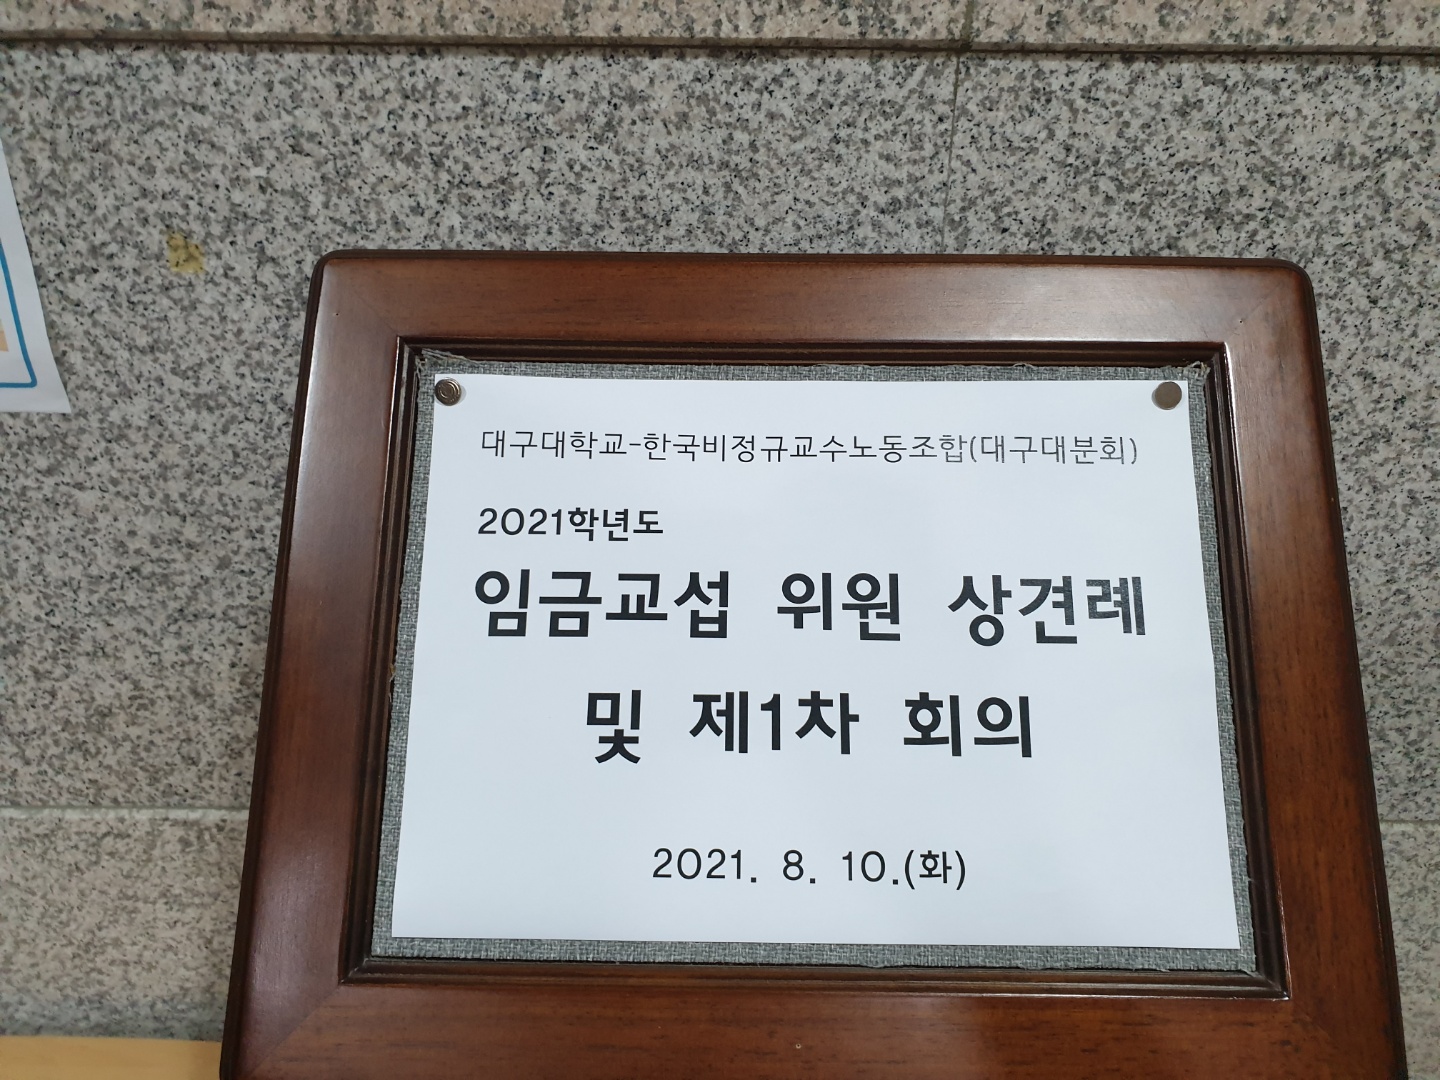 대구대학교-한국비정규교수노동조합(대구대분회)
2021학년도
임금교섭 위원 상견례
및 제1차 회의
2021. 8. 10.(화)